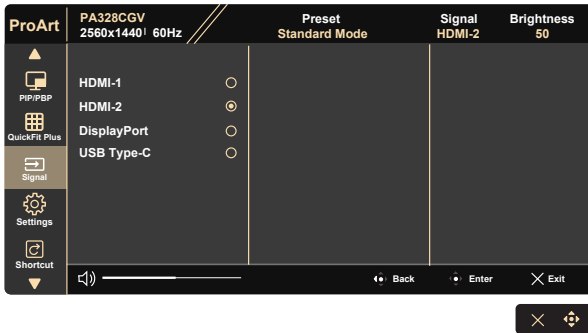 ProArt
PA328CGV
2560x1440 60Hz
Preset
Standard Mode
Signal
HDMI-2
Brightness
50
PIP/PBP
QuickFit Plus
Signal
Settings
Shortcut
HDMI-1
HDMI-2
DisplayPort
USB Type-C
Back
Enter
Exit